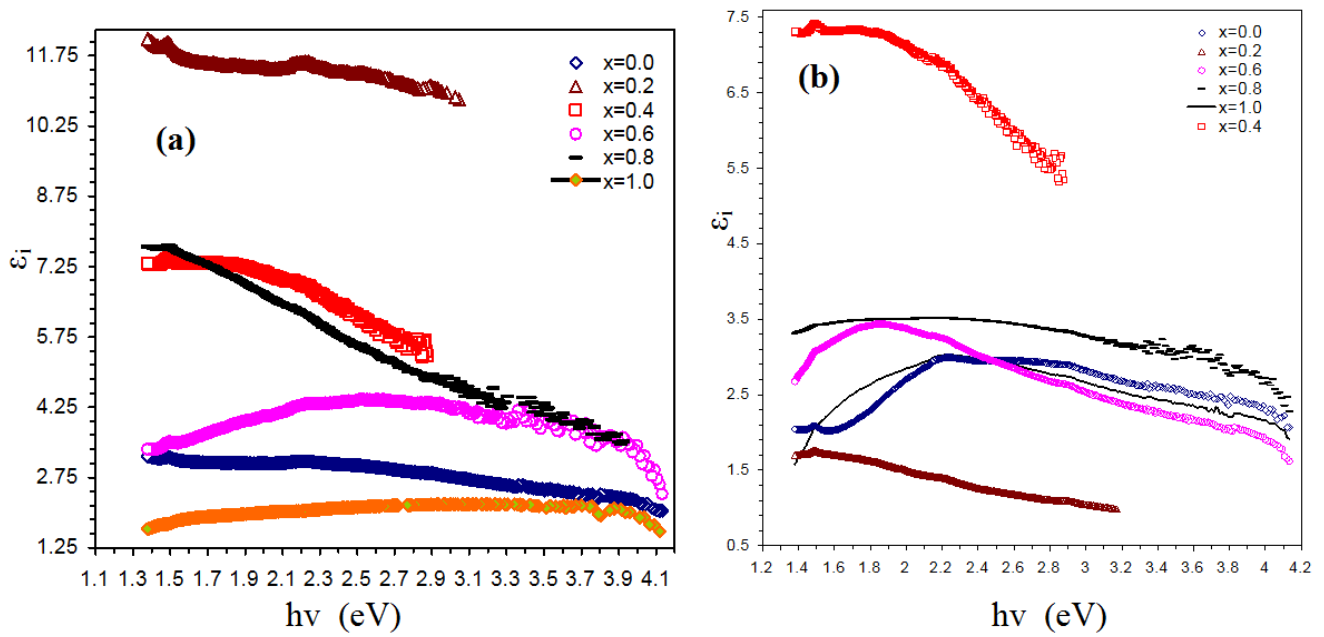 (a)
εi
11.75
10.25
8.75
7.25
5.75
4.25
2.75
1.25
1.1 1.3 1.5 1.7 1.9 2.1 2.3 2.5 2.7 2.9 3.1 3.3 3.5 3.7 3.9 4.1
hν (eV)
x=0.0
x=0.2
x=0.4
x=0.6
x=0.8
x=1.0
(b)
εi
7.5
6.5
5.5
4.5
3.5
2.5
1.5
0.5
1.2 1.4 1.6 1.8 2 2.2 2.4 2.6 2.8 3 3.2 3.4 3.6 3.8 4 4.2
hν (eV)
x=0.0
x=0.2
x=0.6
x=0.8
x=1.0
x=0.4